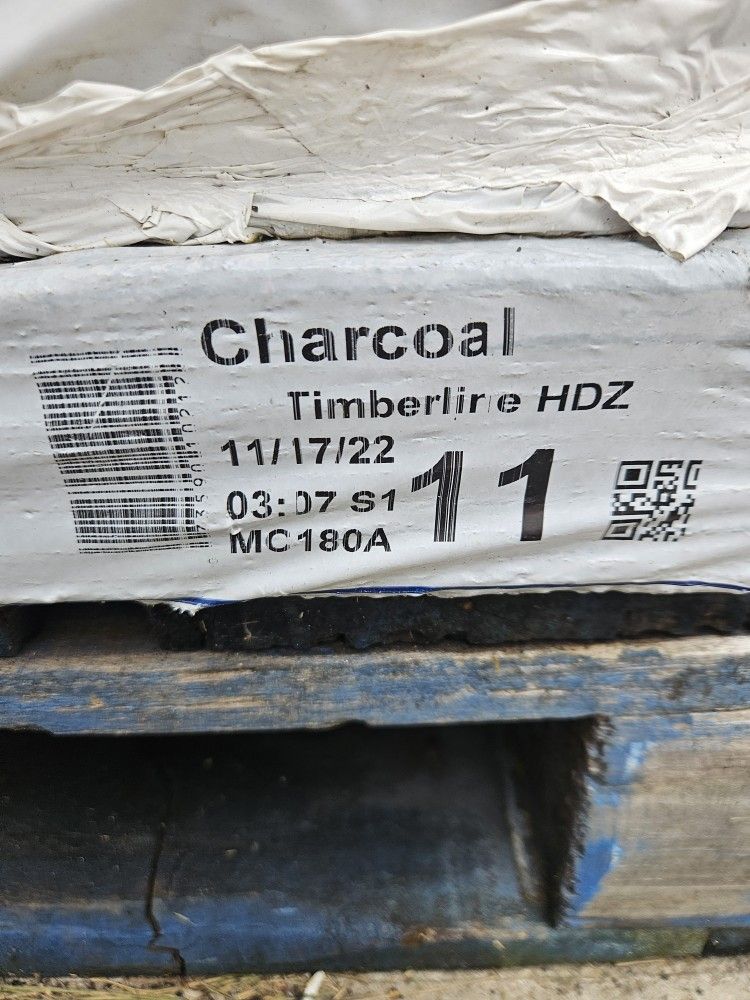 Charcoal
Timberline HDZ
11/17/22
03:07 S1
MC180A
11